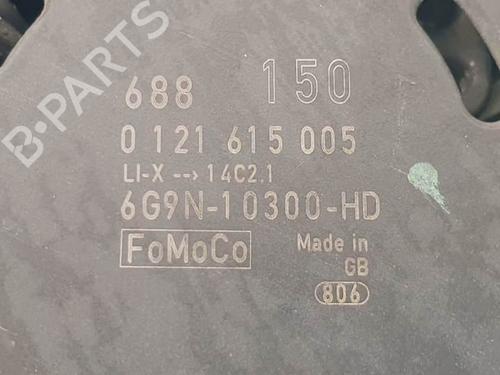 B-PARTS
688 150
0 121 615 005
LI-X --> 14C2.1
6G9N-10300-HD
FoMoCo Made in
GB
806